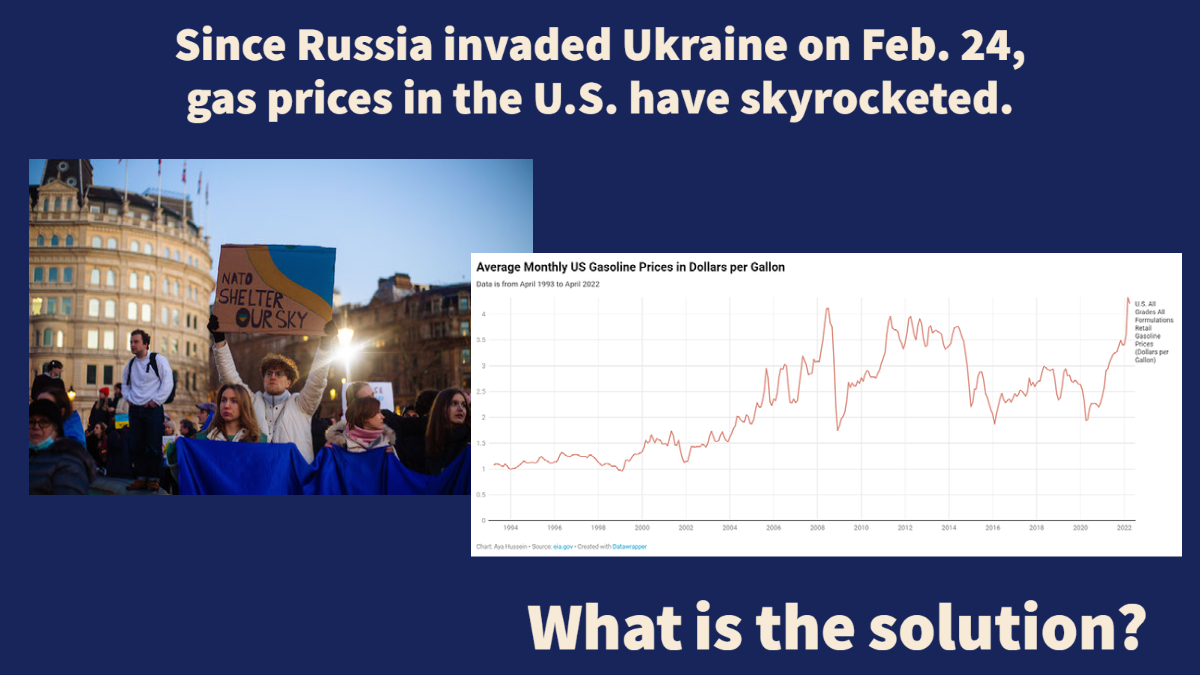 Since Russia invaded Ukraine on Feb. 24,
gas prices in the U.S. have skyrocketed.
NATO
SHELTER
OUR SKY
Average Monthly US Gasoline Prices in Dollars per Gallon
Data is from April 1993 to April 2022
U.S. All
Grades All
Formulations
Retail
Gasoline
Prices
(Dollars per
Gallon)
4
3.5
3
2.5
2
1.5
1
0.5
0
1994 1996 1998 2000 2002 2004 2006 2008 2010 2012 2014 2016 2018 2020 2022
Chart: Aya Hussein • Source: eia.gov • Created with Datawrapper
What is the solution?